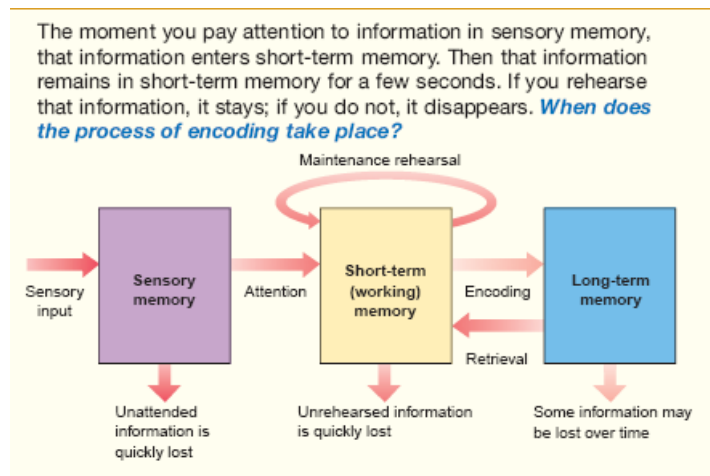 The moment you pay attention to information in sensory memory,
that information enters short-term memory. Then that information
remains in short-term memory for a few seconds. If you rehearse
that information, it stays; if you do not, it disappears. When does
the process of encoding take place?
Maintenance rehearsal
Sensory
input
Sensory
memory
Attention
Short-term
(working)
memory
Encoding
Retrieval
Long-term
memory
Unattended
information is
quickly lost
Unrehearsed information
is quickly lost
Some information may
be lost over time